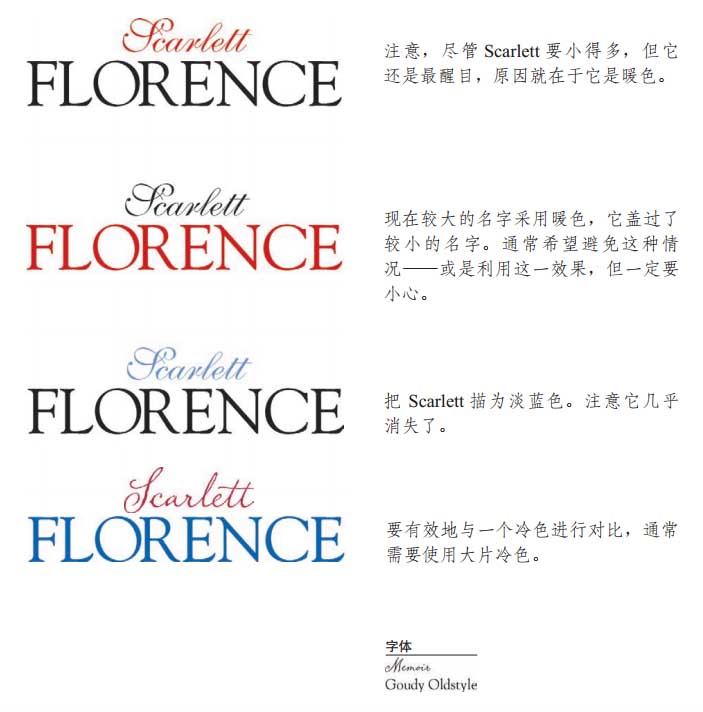 Scarlett
FLORENCE
注意，尽管 Scarlett 要小得多，但它
还是最醒目，原因就在于它是暖色。
Scarlett
FLORENCE
现在较大的名字采用暖色，它盖过了
较小的名字。通常希望避免这种情
况——或是利用这一效果，但一定要
小心。
Scarlett
FLORENCE
把 Scarlett 描为淡蓝色。注意它几乎
消失了。
Scarlett
FLORENCE
要有效地与一个冷色进行对比，通常
需要使用大片冷色。
字体
Memoir
Goudy Oldstyle